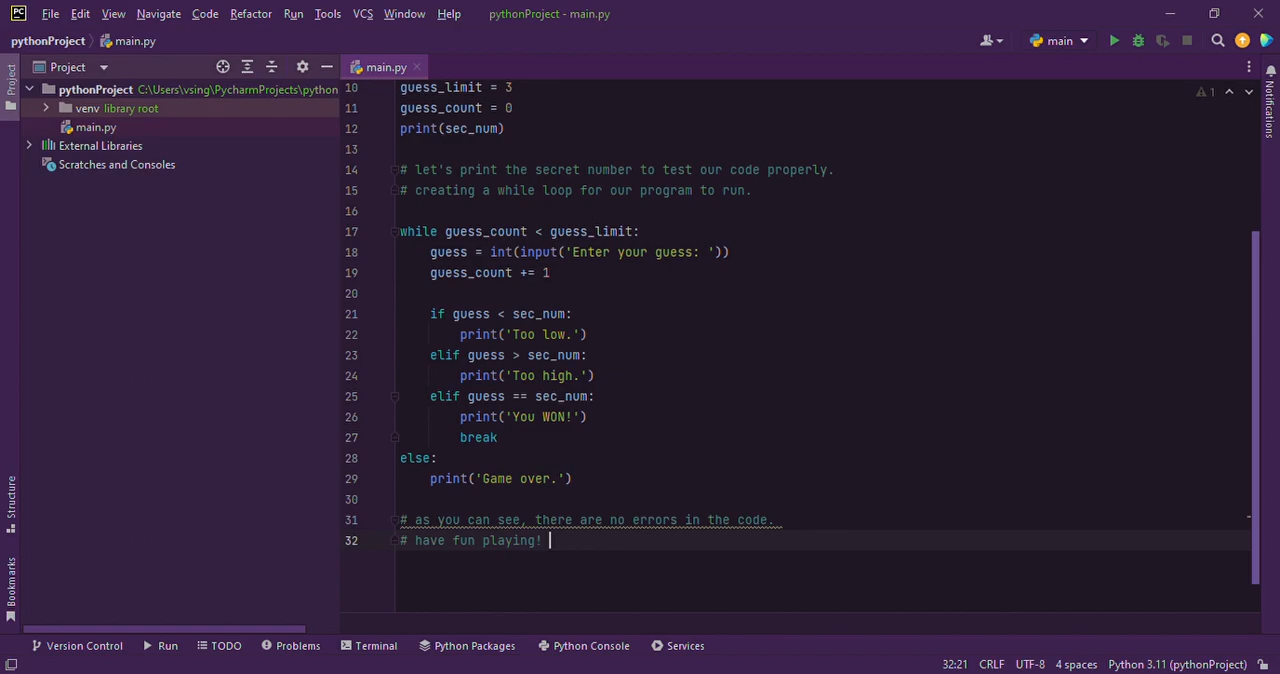 PC File Edit View Navigate Code Refactor Run Tools VCS Window Help pythonProject - main.py
pythonProject main.py main
Project main.py
Project
pythonProject C:\Users\vsing\PycharmProjects\python
venv library root
main.py
External Libraries
Scratches and Consoles
Structure
Bookmarks
10 guess_limit = 3
11 guess_count = 0
12 print(sec_num)
13
14 # let's print the secret number to test our code properly.
15 # creating a while loop for our program to run.
16
17 while guess_count < guess_limit:
18 guess = int(input('Enter your guess: '))
19 guess_count += 1
20
21 if guess < sec_num:
22 print('Too low.')
23 elif guess > sec_num:
24 print('Too high.')
25 elif guess == sec_num:
26 print('You WON!')
27 break
28 else:
29 print('Game over.')
30
31 # as you can see, there are no errors in the code.
32 # have fun playing!
1
Notifications
Version Control Run TODO Problems Terminal Python Packages Python Console Services
32:21 CRLF UTF-8 4 spaces Python 3.11 (pythonProject)